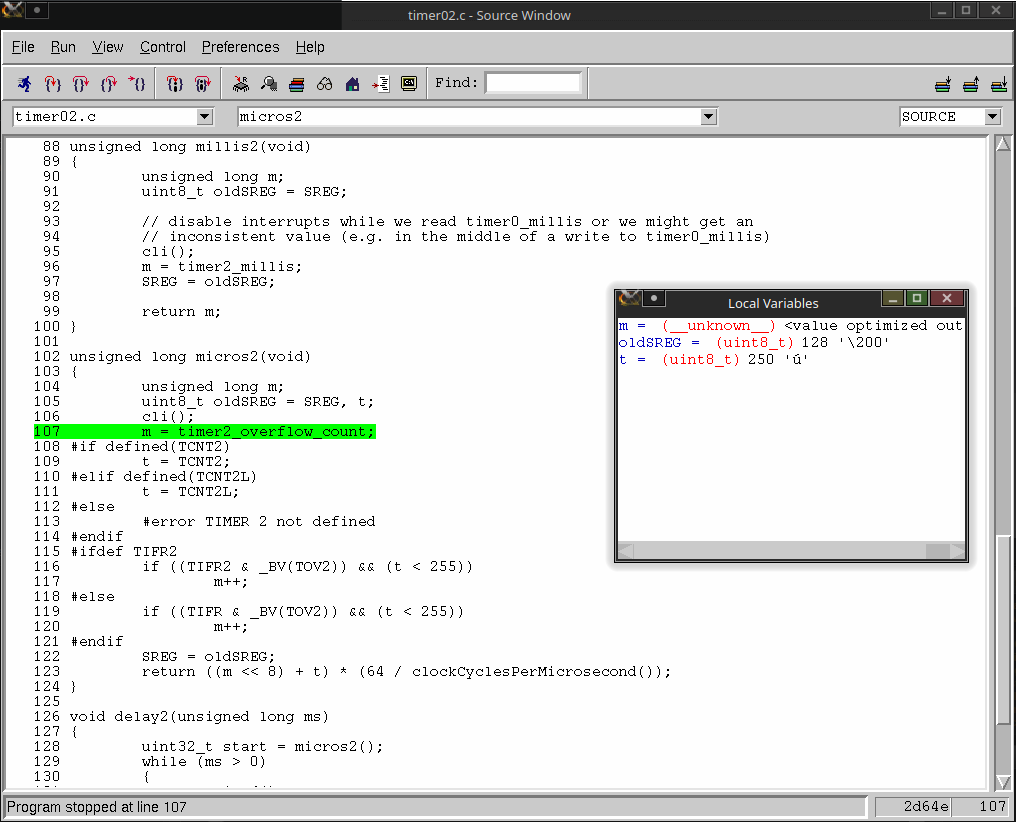 timer02.c - Source Window
File Run View Control Preferences Help
Find:
timer02.c micros2 SOURCE
88 unsigned long millis2(void)
89 {
90         unsigned long m;
91         uint8_t oldSREG = SREG;
92
93         // disable interrupts while we read timer0_millis or we might get an
94         // inconsistent value (e.g. in the middle of a write to timer0_millis)
95         cli();
96         m = timer2_millis;
97         SREG = oldSREG;
98
99         return m;
100 }
101
102 unsigned long micros2(void)
103 {
104         unsigned long m;
105         uint8_t oldSREG = SREG, t;
106         cli();
107         m = timer2_overflow_count;
108 #if defined(TCNT2)
109         t = TCNT2;
110 #elif defined(TCNT2L)
111         t = TCNT2L;
112 #else
113         #error TIMER 2 not defined
114 #endif
115 #ifdef TIFR2
116         if ((TIFR2 & _BV(TOV2)) && (t < 255))
117                 m++;
118 #else
119         if ((TIFR & _BV(TOV2)) && (t < 255))
120                 m++;
121 #endif
122         SREG = oldSREG;
123         return ((m << 8) + t) * (64 / clockCyclesPerMicrosecond());
124 }
125
126 void delay2(unsigned long ms)
127 {
128         uint32_t start = micros2();
129         while (ms > 0)
130         {
Local Variables
m =  (__unknown__) <value optimized out
oldSREG =  (uint8_t) 128 '\200'
t =  (uint8_t) 250 'ú'
Program stopped at line 107
2d64e 107